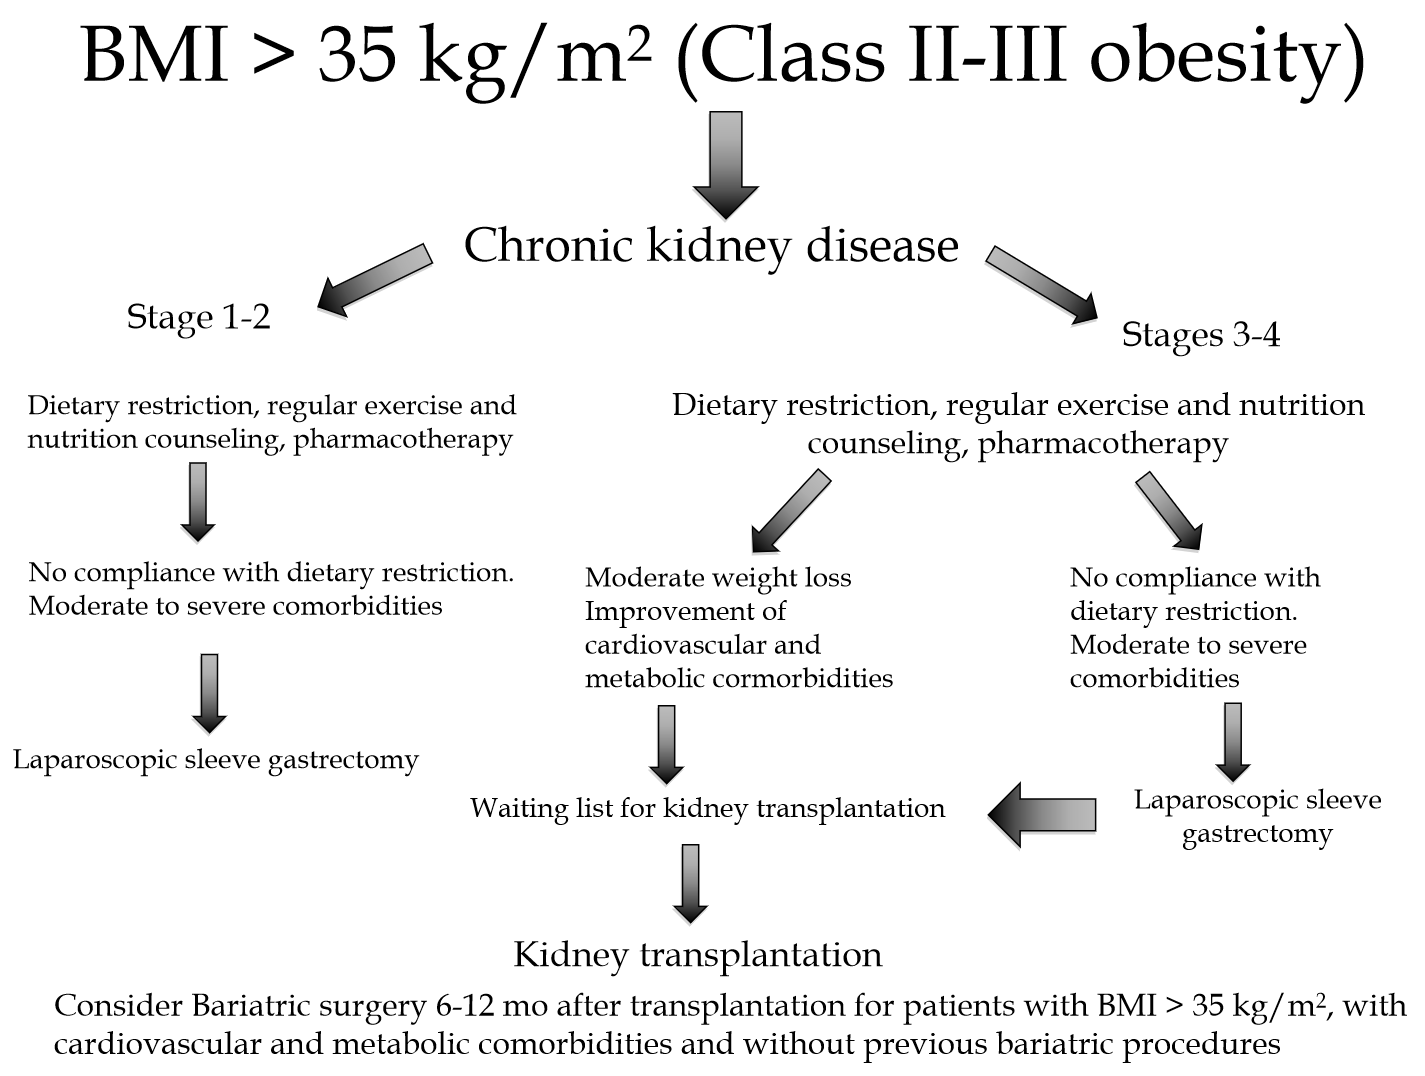 BMI > 35 kg/m² (Class II-III obesity)
Chronic kidney disease
Stage 1-2
Stages 3-4
Dietary restriction, regular exercise and
nutrition counseling, pharmacotherapy
Dietary restriction, regular exercise and nutrition
counseling, pharmacotherapy
No compliance with dietary restriction.
Moderate to severe comorbidities
Moderate weight loss
Improvement of
cardiovascular and
metabolic cormorbidities
No compliance with
dietary restriction.
Moderate to severe
comorbidities
Laparoscopic sleeve gastrectomy
Waiting list for kidney transplantation
Laparoscopic sleeve
gastrectomy
Kidney transplantation
Consider Bariatric surgery 6-12 mo after transplantation for patients with BMI > 35 kg/m², with
cardiovascular and metabolic comorbidities and without previous bariatric procedures